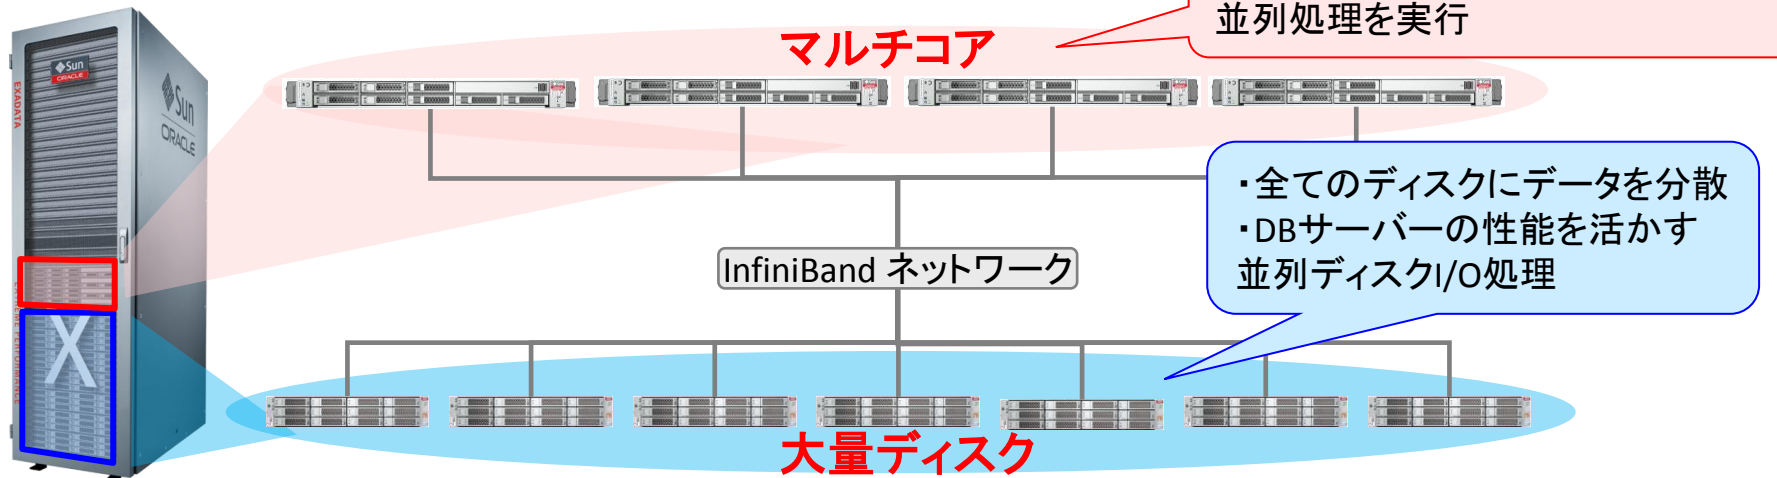 並列処理を実行
マルチコア
Sun
ORACLE
EXADATA
Sun
ORACLE
・全てのディスクにデータを分散
・DBサーバーの性能を活かす
並列ディスクI/O処理
InfiniBand ネットワーク
EXTREME PERFORMANCE
X
大量ディスク